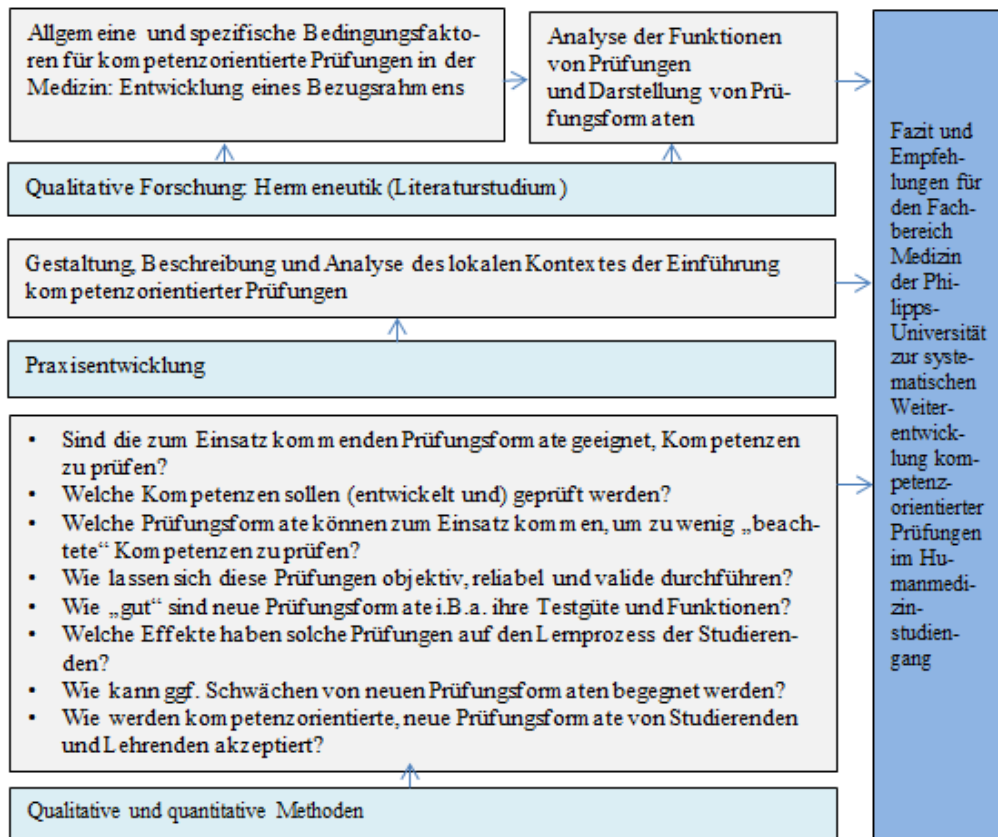 Allgemeine und spezifische Bedingungsfakto-
ren für kompetenzorientierte Prüfungen in der
Medizin: Entwicklung eines Bezugsrahmens
Analyse der Funktionen
von Prüfungen
und Darstellung von Prü-
fungsformaten
Qualitative Forschung: Hermeneutik (Literaturstudium)
Gestaltung, Beschreibung und Analyse des lokalen Kontextes der Einführung
kompetenzorientierter Prüfungen
Praxisentwicklung
• Sind die zum Einsatz kommenden Prüfungsformate geeignet, Kompetenzen
zu prüfen?
• Welche Kompetenzen sollen (entwickelt und) geprüft werden?
• Welche Prüfungsformate können zum Einsatz kommen, um zu wenig „beach-
tete“ Kompetenzen zu prüfen?
• Wie lassen sich diese Prüfungen objektiv, reliabel und valide durchführen?
• Wie „gut“ sind neue Prüfungsformate i.B.a. ihre Testgüte und Funktionen?
• Welche Effekte haben solche Prüfungen auf den Lernprozess der Studieren-
den?
• Wie kann ggf. Schwächen von neuen Prüfungsformaten begegnet werden?
• Wie werden kompetenzorientierte, neue Prüfungsformate von Studierenden
und Lehrenden akzeptiert?
Qualitative und quantitative Methoden
Fazit und
Empfeh-
lungen für
den Fach-
bereich
Medizin
der Phi-
lipps-
Universität
zur syste-
matischen
Weiter-
entwick-
lung kom-
petenz-
orientierter
Prüfungen
im Hu-
manmedi-
zin-
studien-
gang